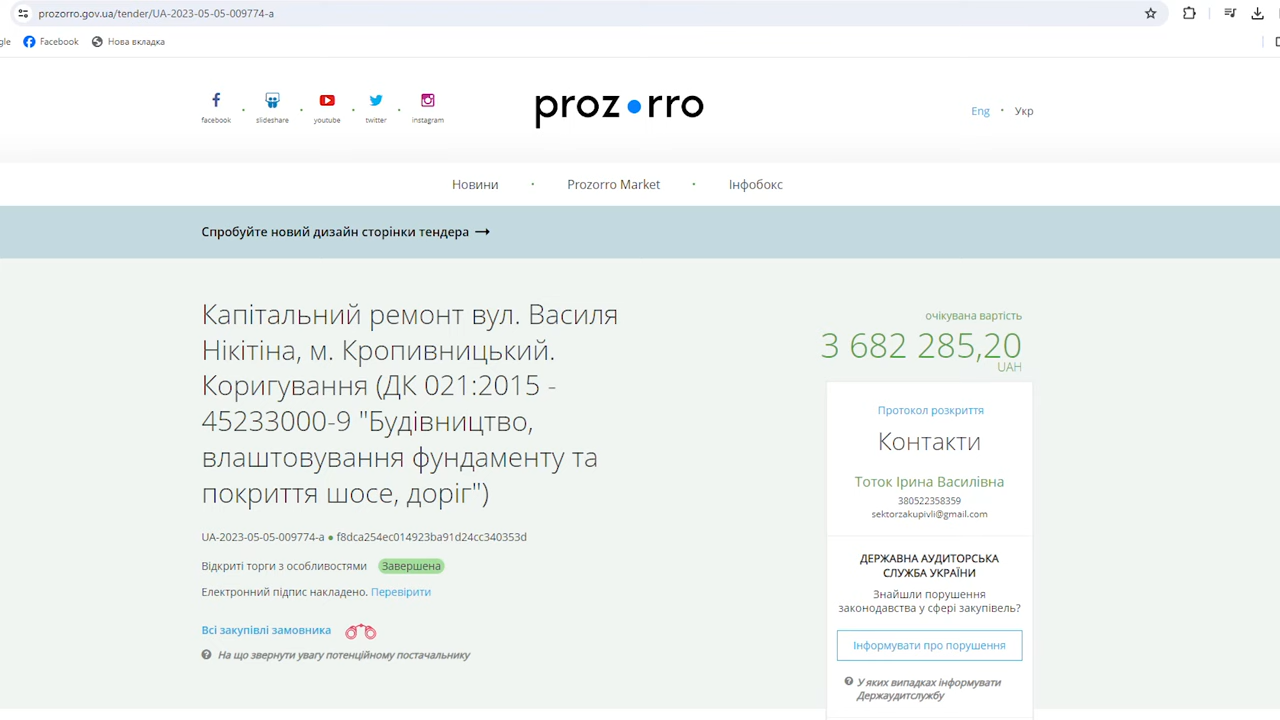 prozorro.gov.ua/tender/UA-2023-05-05-009774-a
gle Facebook Нова вкладка
facebook slideshare youtube twitter instagram
prozorro
Eng • Укр
Новини • Prozorro Market • Інфобокс
Спробуйте новий дизайн сторінки тендера →
Капітальний ремонт вул. Василя
Нікітіна, м. Кропивницький.
Коригування (ДК 021:2015 -
45233000-9 "Будівництво,
влаштовування фундаменту та
покриття шосе, доріг")
UA-2023-05-05-009774-a ● f8dca254ec014923ba91d24cc340353d
Відкриті торги з особливостями Завершена
Електронний підпис накладено. Перевірити
Всі закупівлі замовника
На що звернути увагу потенційному постачальнику
очікувана вартість
3 682 285,20
UAH
Протокол розкриття
Контакти
Тоток Ірина Василівна
380522358359
sektorzakupivli@gmail.com
ДЕРЖАВНА АУДИТОРСЬКА
СЛУЖБА УКРАЇНИ
Знайшли порушення
законодавства у сфері закупівель?
Інформувати про порушення
У яких випадках інформувати
Держаудитслужбу